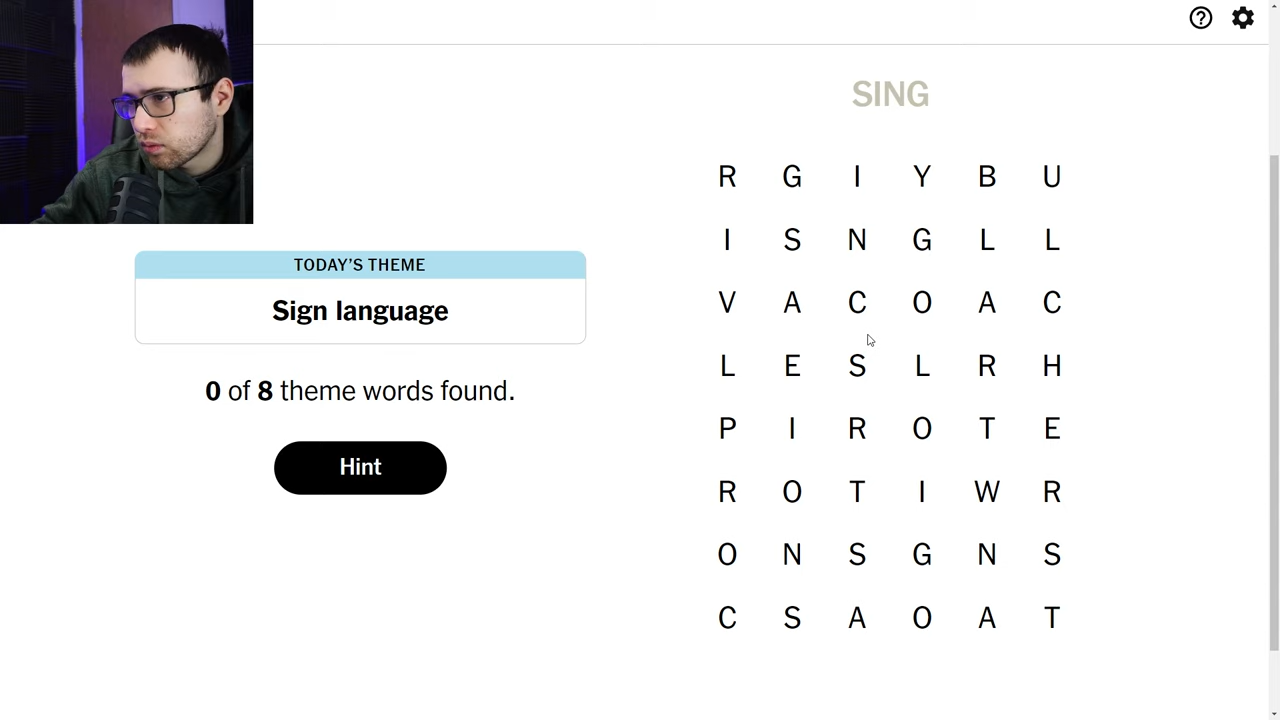 ?
SING
TODAY'S THEME
Sign language
0 of 8 theme words found.
Hint
R G I Y B U
I S N G L L
V A C O A C
L E S L R H
P I R O T E
R O T I W R
O N S G N S
C S A O A T